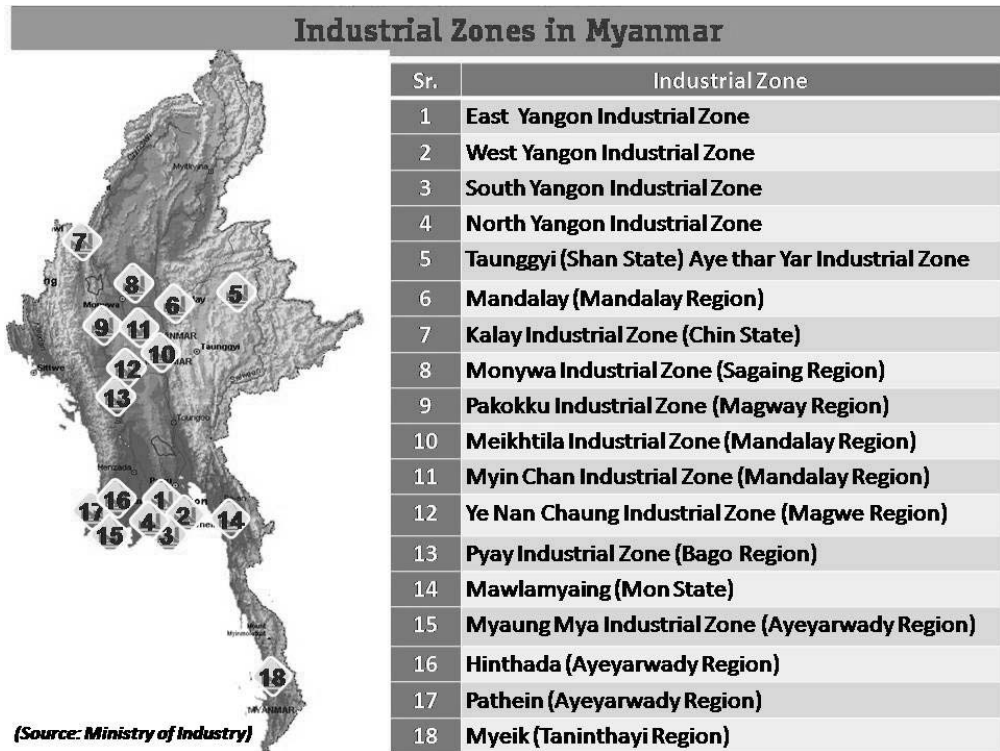 Industrial Zones in Myanmar
Sr. Industrial Zone
1 East Yangon Industrial Zone
2 West Yangon Industrial Zone
3 South Yangon Industrial Zone
4 North Yangon Industrial Zone
5 Taunggyi (Shan State) Aye thar Yar Industrial Zone
6 Mandalay (Mandalay Region)
7 Kalay Industrial Zone (Chin State)
8 Monywa Industrial Zone (Sagaing Region)
9 Pakokku Industrial Zone (Magway Region)
10 Meikhtila Industrial Zone (Mandalay Region)
11 Myin Chan Industrial Zone (Mandalay Region)
12 Ye Nan Chaung Industrial Zone (Magwe Region)
13 Pyay Industrial Zone (Bago Region)
14 Mawlamyaing (Mon State)
15 Myaung Mya Industrial Zone (Ayeyarwady Region)
16 Hinthada (Ayeyarwady Region)
17 Pathein (Ayeyarwady Region)
18 Myeik (Taninthayi Region)
Myitkyina
7
8
6
5
Monywa
9
11
10
Taunggyi
12
Sittwe
13
Toungoo
Henzada
16
1
17
4
2
14
15
3
18
MYANMAR
(Source: Ministry of Industry)